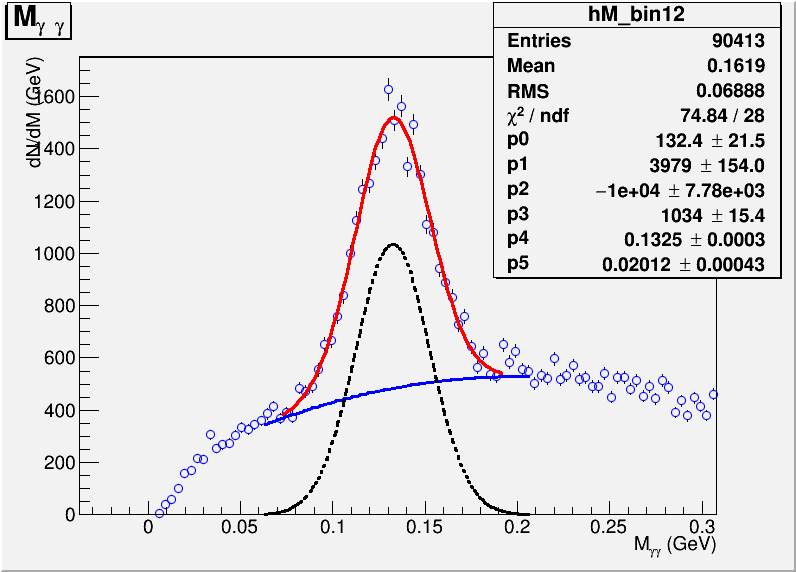 M γ γ
hM_bin12
Entries 90413
Mean 0.1619
RMS 0.06888
χ² / ndf 74.84 / 28
p0 132.4 ± 21.5
p1 3979 ± 154.0
p2 −1e+04 ± 7.78e+03
p3 1034 ± 15.4
p4 0.1325 ± 0.0003
p5 0.02012 ± 0.00043
dN/dM (GeV)
1600
1400
1200
1000
800
600
400
200
0
0 0.05 0.1 0.15 0.2 0.25 0.3
M γγ (GeV)